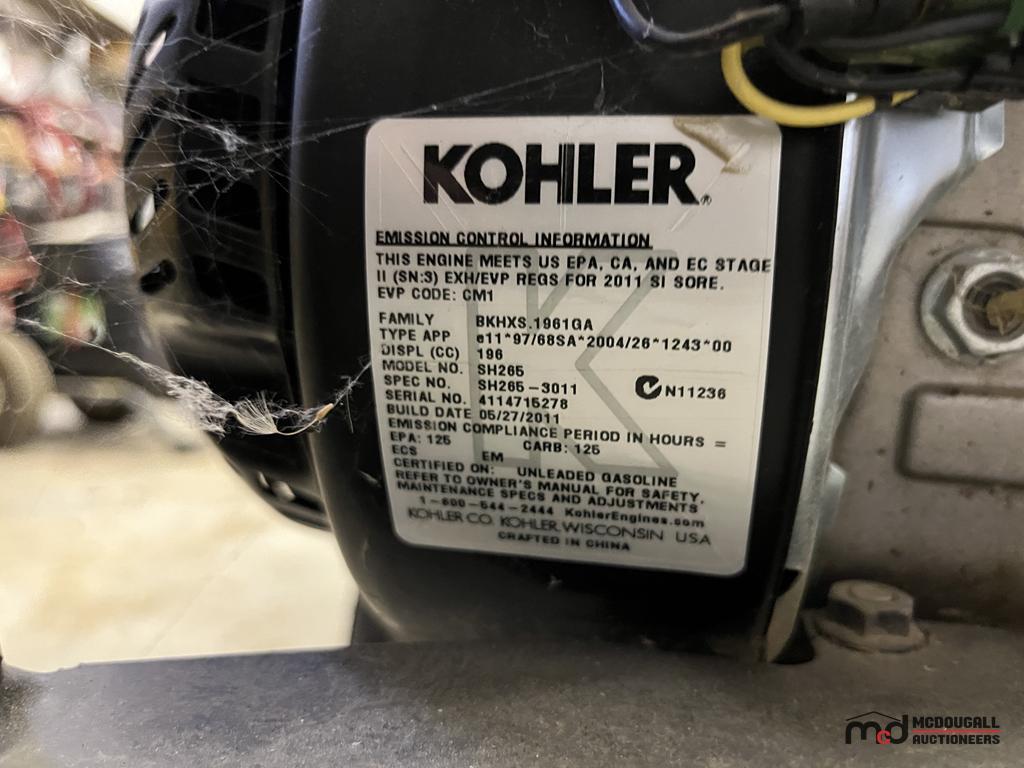 KOHLER®
EMISSION CONTROL INFORMATION
THIS ENGINE MEETS US EPA, CA, AND EC STAGE
II (SN:3) EXH/EVP REGS FOR 2011 SI SORE.
EVP CODE: CM1
FAMILY BKHXS.1961GA
TYPE APP e11*97/68SA*2004/26*1243*00
DISPL (CC) 196
MODEL NO. SH265
SPEC NO. SH265-3011 N11236
SERIAL NO. 4114715278
BUILD DATE 05/27/2011
EMISSION COMPLIANCE PERIOD IN HOURS =
EPA: 125 CARB: 125
ECS EM
CERTIFIED ON: UNLEADED GASOLINE
REFER TO OWNER'S MANUAL FOR SAFETY,
MAINTENANCE SPECS AND ADJUSTMENTS
1-800-544-2444 KohlerEngines.com
KOHLER CO. KOHLER, WISCONSIN USA
CRAFTED IN CHINA
mcd MCDOUGALL
AUCTIONEERS